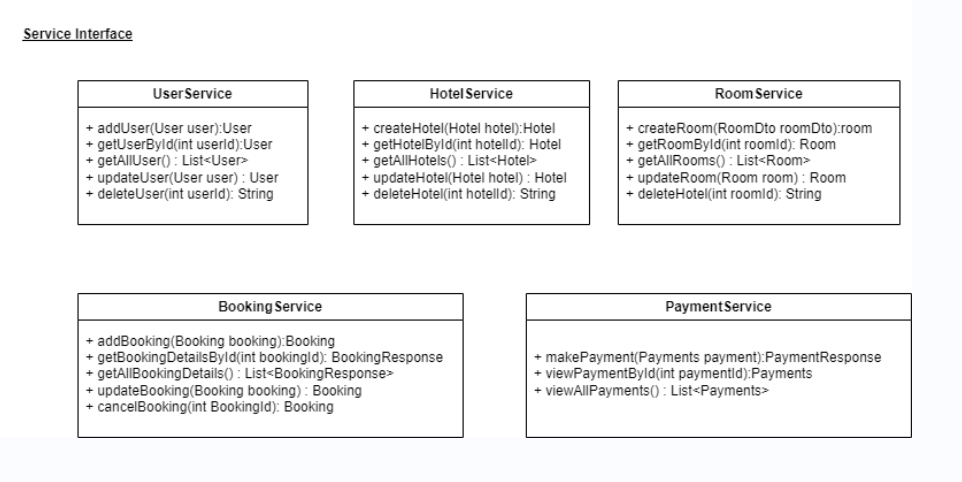 Service Interface
UserService
+ addUser(User user):User
+ getUserById(int userId):User
+ getAllUser() : List<User>
+ updateUser(User user) : User
+ deleteUser(int userId): String
HotelService
+ createHotel(Hotel hotel):Hotel
+ getHotelById(int hotelId): Hotel
+ getAllHotels() : List<Hotel>
+ updateHotel(Hotel hotel) : Hotel
+ deleteHotel(int hotelId): String
RoomService
+ createRoom(RoomDto roomDto):room
+ getRoomById(int roomId): Room
+ getAllRooms() : List<Room>
+ updateRoom(Room room) : Room
+ deleteHotel(int roomId): String
BookingService
+ addBooking(Booking booking):Booking
+ getBookingDetailsById(int bookingId): BookingResponse
+ getAllBookingDetails() : List<BookingResponse>
+ updateBooking(Booking booking) : Booking
+ cancelBooking(int BookingId): Booking
PaymentService
+ makePayment(Payments payment):PaymentResponse
+ viewPaymentById(int paymentId):Payments
+ viewAllPayments() : List<Payments>